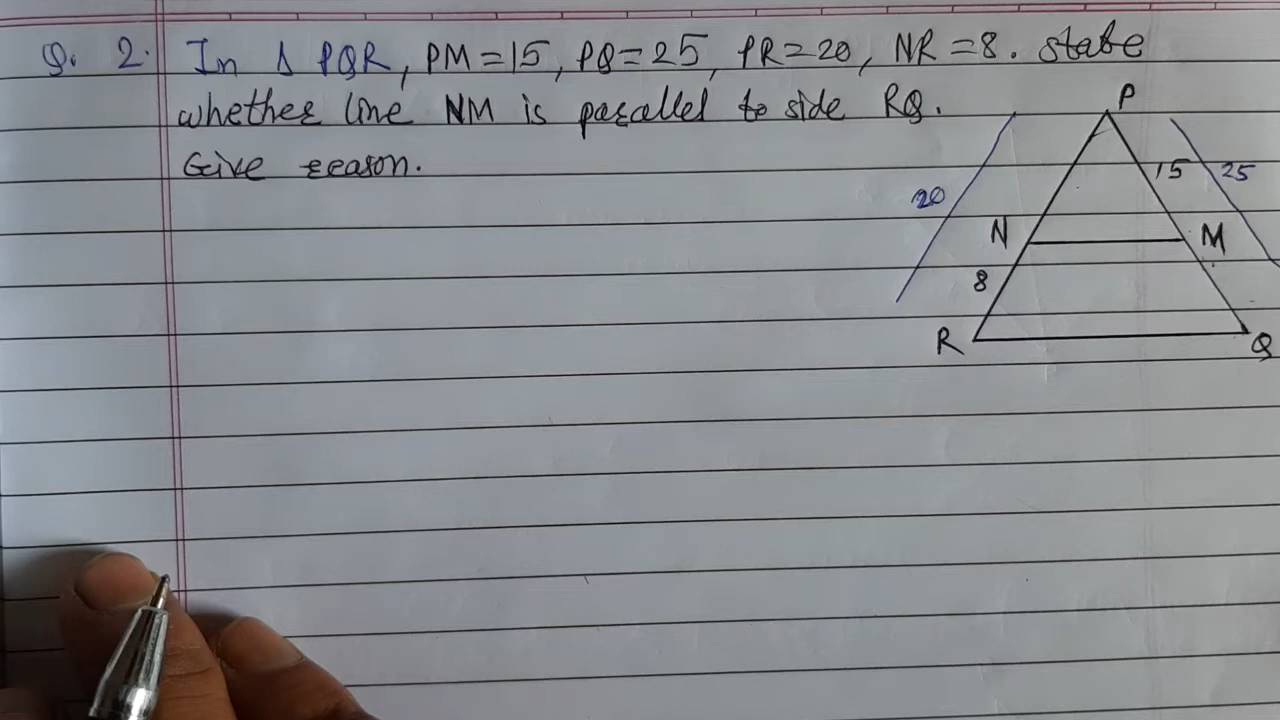 Q. 2. In Δ PQR, PM = 15, PQ = 25, PR = 20, NR = 8. State
whether line NM is parallel to side RQ.
Give reason.
P
15 25
20
N M
8
R Q